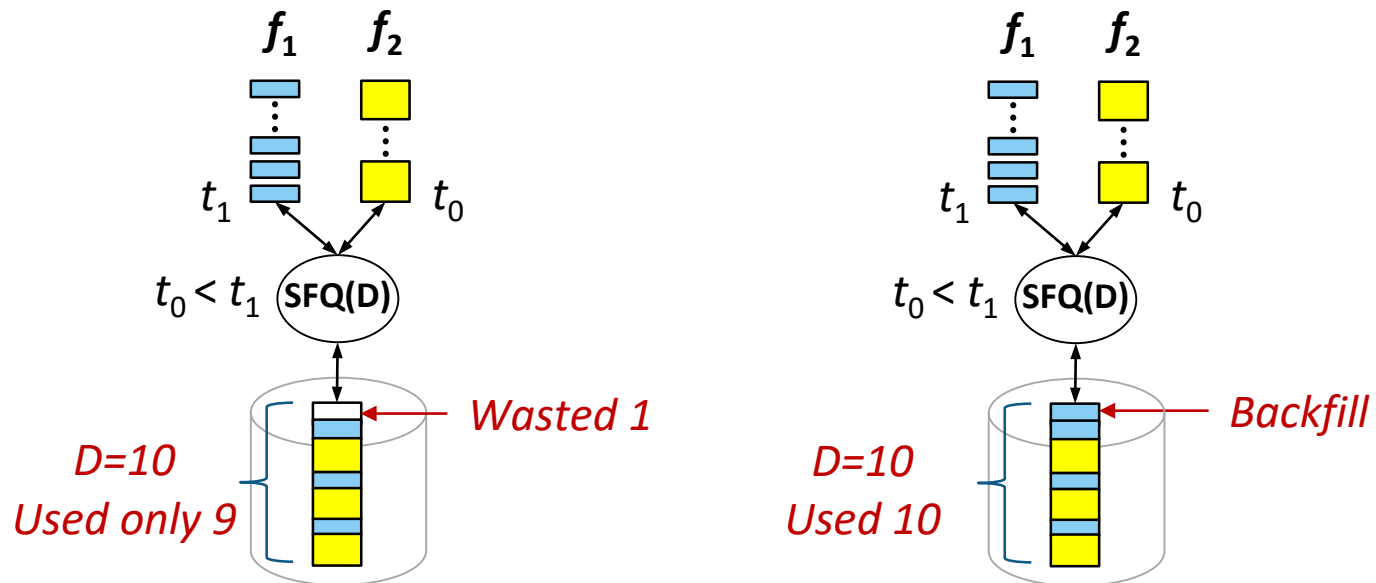 f1 f2
t1 t0
t0 < t1 SFQ(D)
Wasted 1
D=10
Used only 9
f1 f2
t1 t0
t0 < t1 SFQ(D)
Backfill
D=10
Used 10